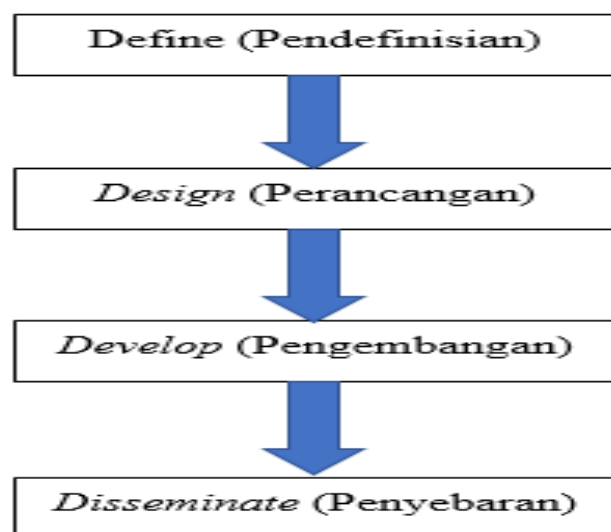 Define (Pendefinisian)
Design (Perancangan)
Develop (Pengembangan)
Disseminate (Penyebaran)